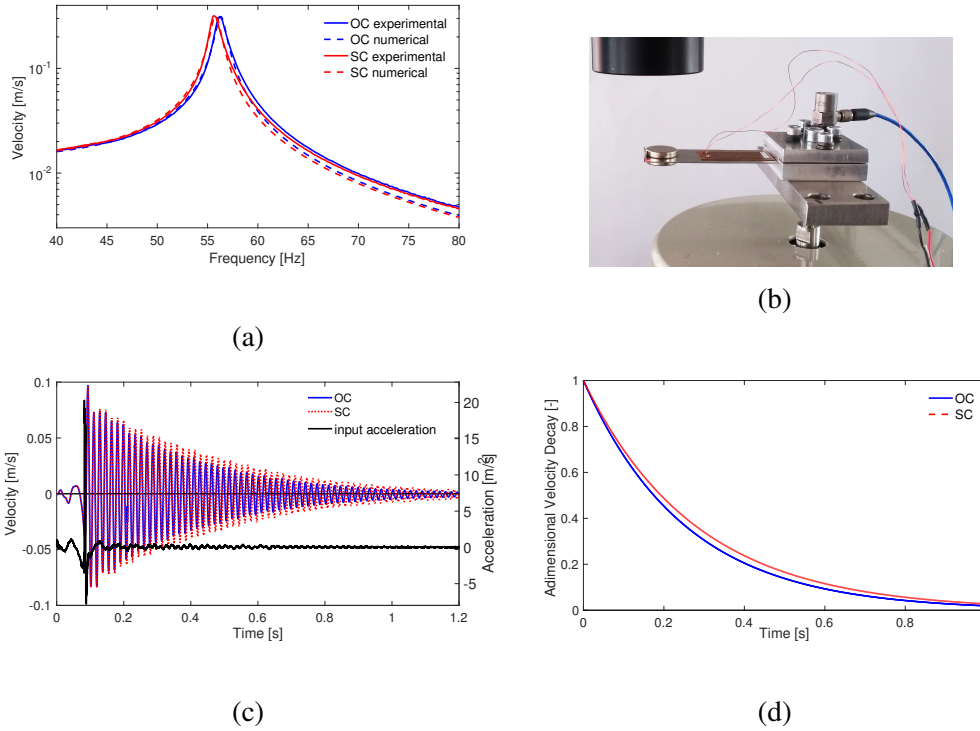 OC experimental
OC numerical
SC experimental
SC numerical
10-1
10-2
Velocity [m/s]
40 45 50 55 60 65 70 75 80
Frequency [Hz]
(a)
(b)
0.1
0.05
0
-0.05
-0.1
Velocity [m/s]
OC
SC
input acceleration
20
15
10
5
0
-5
Acceleration [m/s2]
0 0.2 0.4 0.6 0.8 1 1.2
Time [s]
(c)
1
0.8
0.6
0.4
0.2
0
Adimensional Velocity Decay [-]
OC
SC
0 0.2 0.4 0.6 0.8
Time [s]
(d)